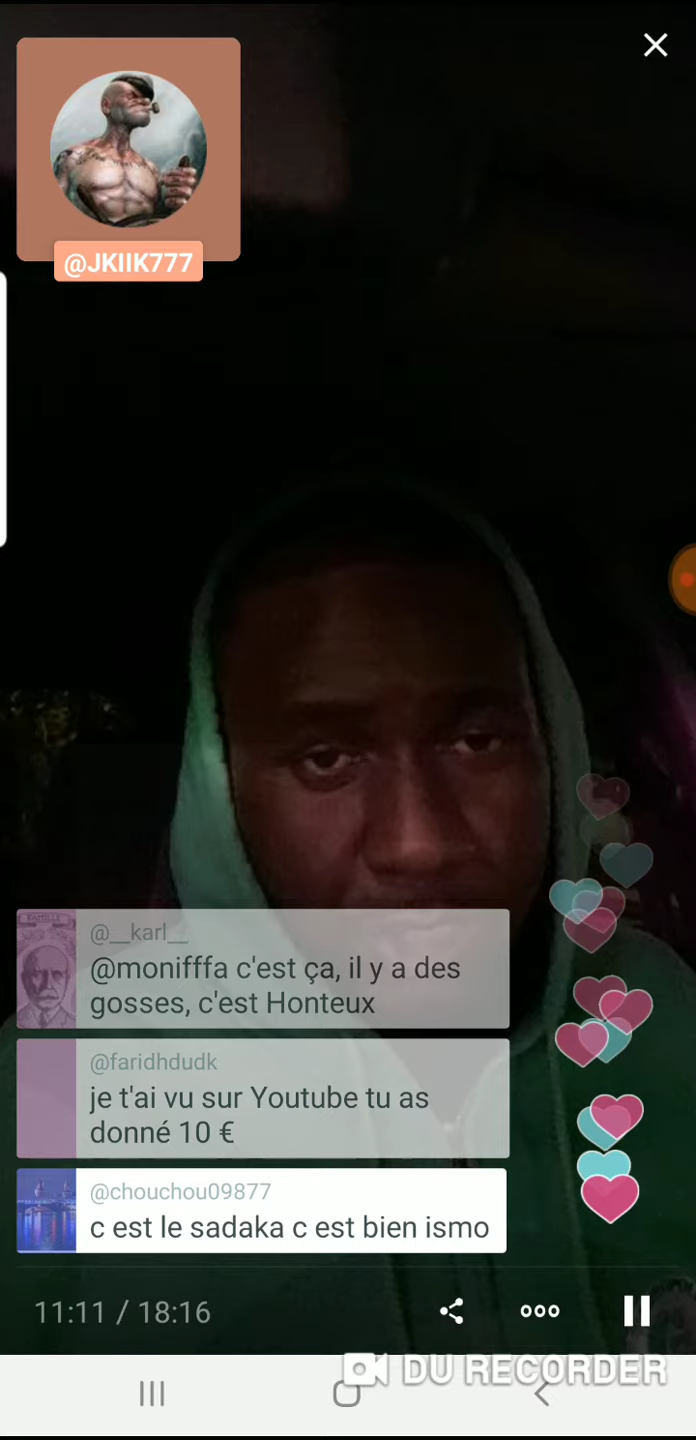 @JKIIK777
@__karl__
@monifffa c'est ça, il y a des
gosses, c'est Honteux
@faridhdudk
je t'ai vu sur Youtube tu as
donné 10 €
@chouchou09877
c est le sadaka c est bien ismo
11:11 / 18:16
DU RECORDER